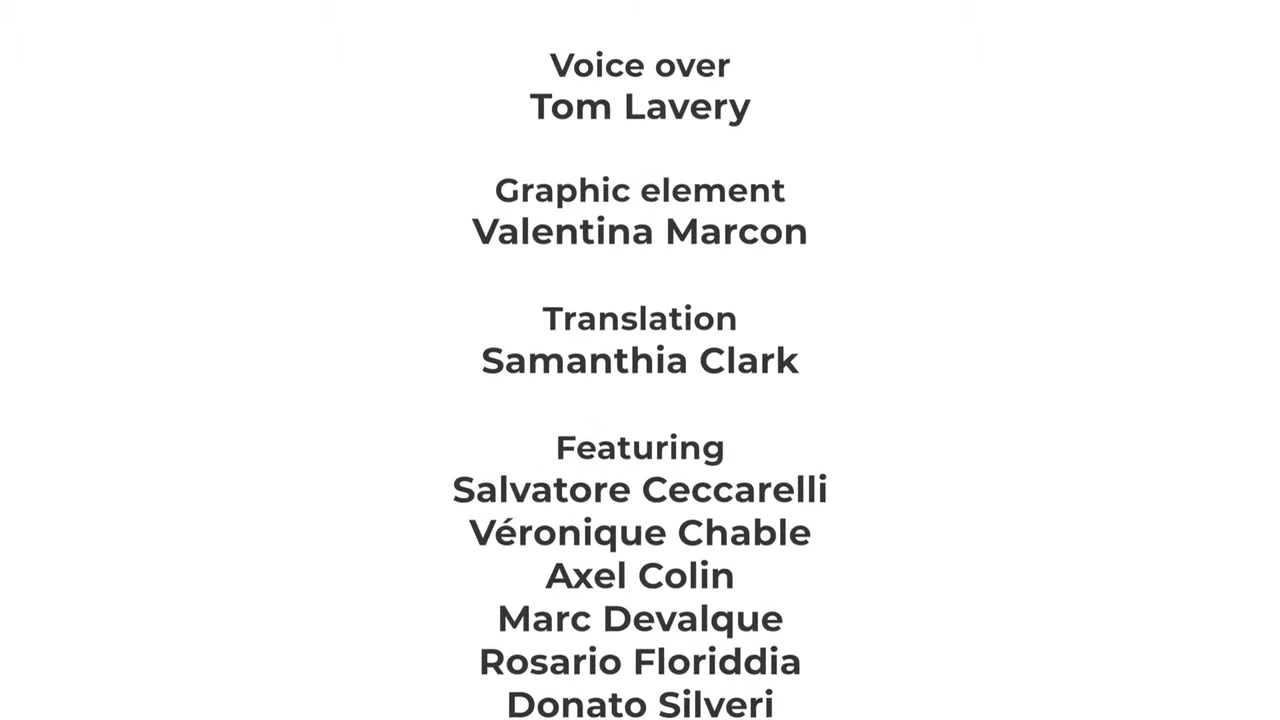 Voice over
Tom Lavery
Graphic element
Valentina Marcon
Translation
Samanthia Clark
Featuring
Salvatore Ceccarelli
Véronique Chable
Axel Colin
Marc Devalque
Rosario Floriddia
Donato Silveri